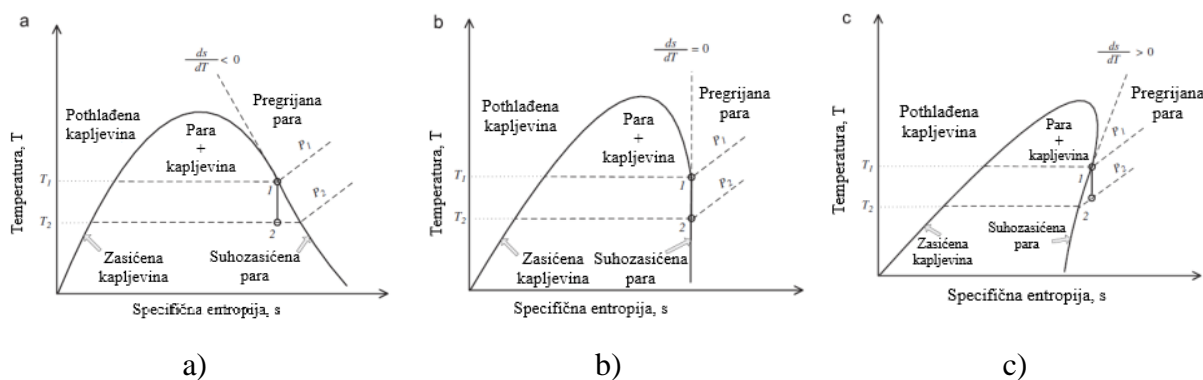 a
ds/dT < 0
Pothlađena
kapljevina
Pregrijana
para
Para
+
kapljevina
P1
P2
T1
T2
1
2
Zasićena
kapljevina
Suhozasićena
para
Temperatura, T
Specifična entropija, s
a)
b
ds/dT = 0
Pothlađena
kapljevina
Pregrijana
para
Para
+
kapljevina
P1
P2
T1
T2
1
2
Zasićena
kapljevina
Suhozasićena
para
Temperatura, T
Specifična entropija, s
b)
c
ds/dT > 0
Pothlađena
kapljevina
Pregrijana
para
Para
+
kapljevina
P1
P2
T1
T2
1
2
Zasićena
kapljevina
Suhozasićena
para
Temperatura, T
Specifična entropija, s
c)